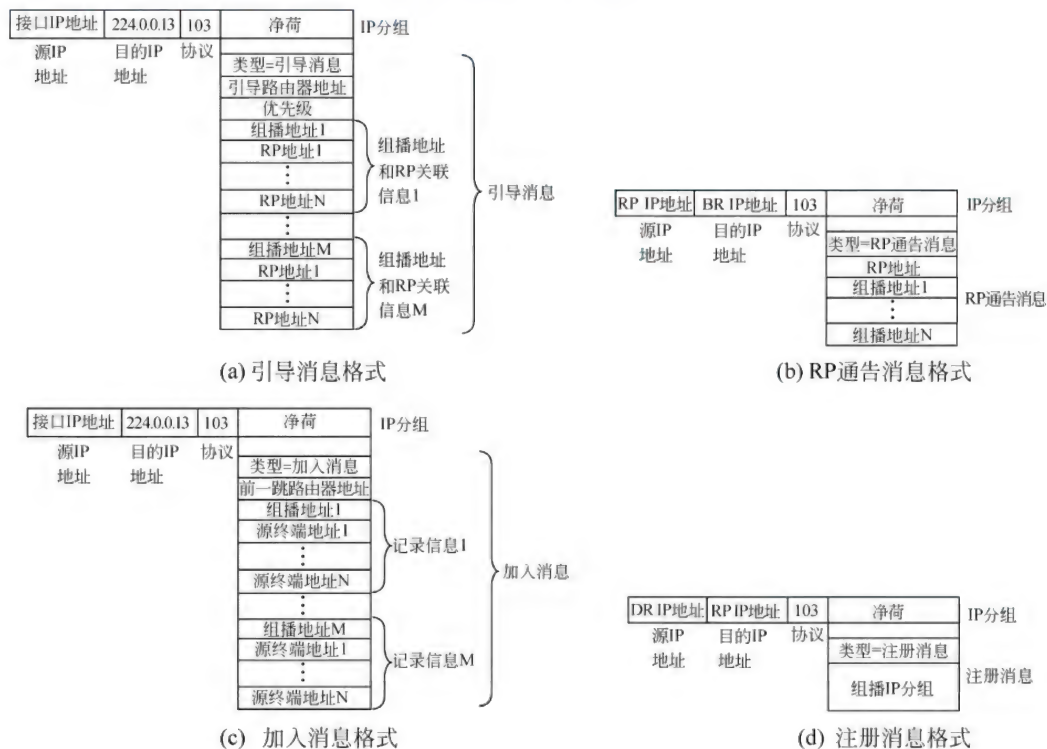 接口IP地址 224.0.0.13 103 净荷 IP分组
源IP地址 目的IP地址 协议
类型=引导消息
引导路由器地址
优先级
组播地址1
RP地址1
⋮
RP地址N
组播地址和RP关联信息1
⋮
组播地址M
RP地址1
⋮
RP地址N
组播地址和RP关联信息M
引导消息
(a) 引导消息格式
RP IP地址 BR IP地址 103 净荷 IP分组
源IP地址 目的IP地址 协议
类型=RP通告消息
RP地址
组播地址1
⋮
组播地址N
RP通告消息
(b) RP通告消息格式
接口IP地址 224.0.0.13 103 净荷 IP分组
源IP地址 目的IP地址 协议
类型=加入消息
前一跳路由器地址
组播地址1
源终端地址1
⋮
源终端地址N
记录信息1
⋮
组播地址M
源终端地址1
⋮
源终端地址N
记录信息M
加入消息
(c) 加入消息格式
DR IP地址 RP IP地址 103 净荷 IP分组
源IP地址 目的IP地址 协议
类型=注册消息
组播IP分组
注册消息
(d) 注册消息格式